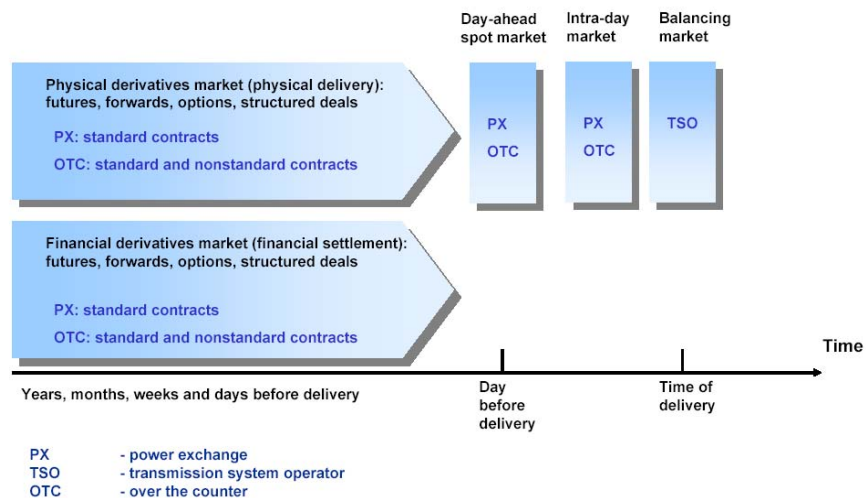 Day-ahead
spot market
Intra-day
market
Balancing
market
Physical derivatives market (physical delivery):
futures, forwards, options, structured deals
PX: standard contracts
OTC: standard and nonstandard contracts
PX
OTC
PX
OTC
TSO
Financial derivatives market (financial settlement):
futures, forwards, options, structured deals
PX: standard contracts
OTC: standard and nonstandard contracts
Time
Years, months, weeks and days before delivery
Day
before
delivery
Time of
delivery
PX - power exchange
TSO - transmission system operator
OTC - over the counter